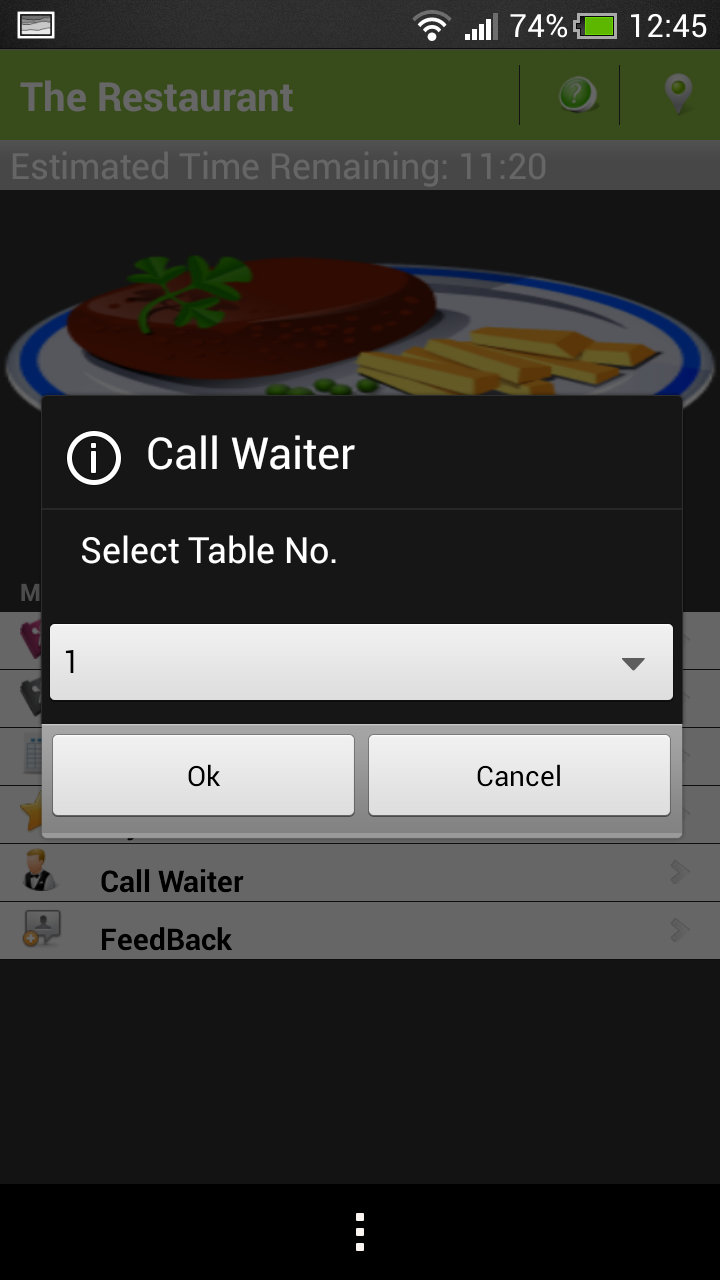 74% 12:45
The Restaurant
Estimated Time Remaining: 11:20
Call Waiter
Select Table No.
M
1
Ok Cancel
Call Waiter
FeedBack